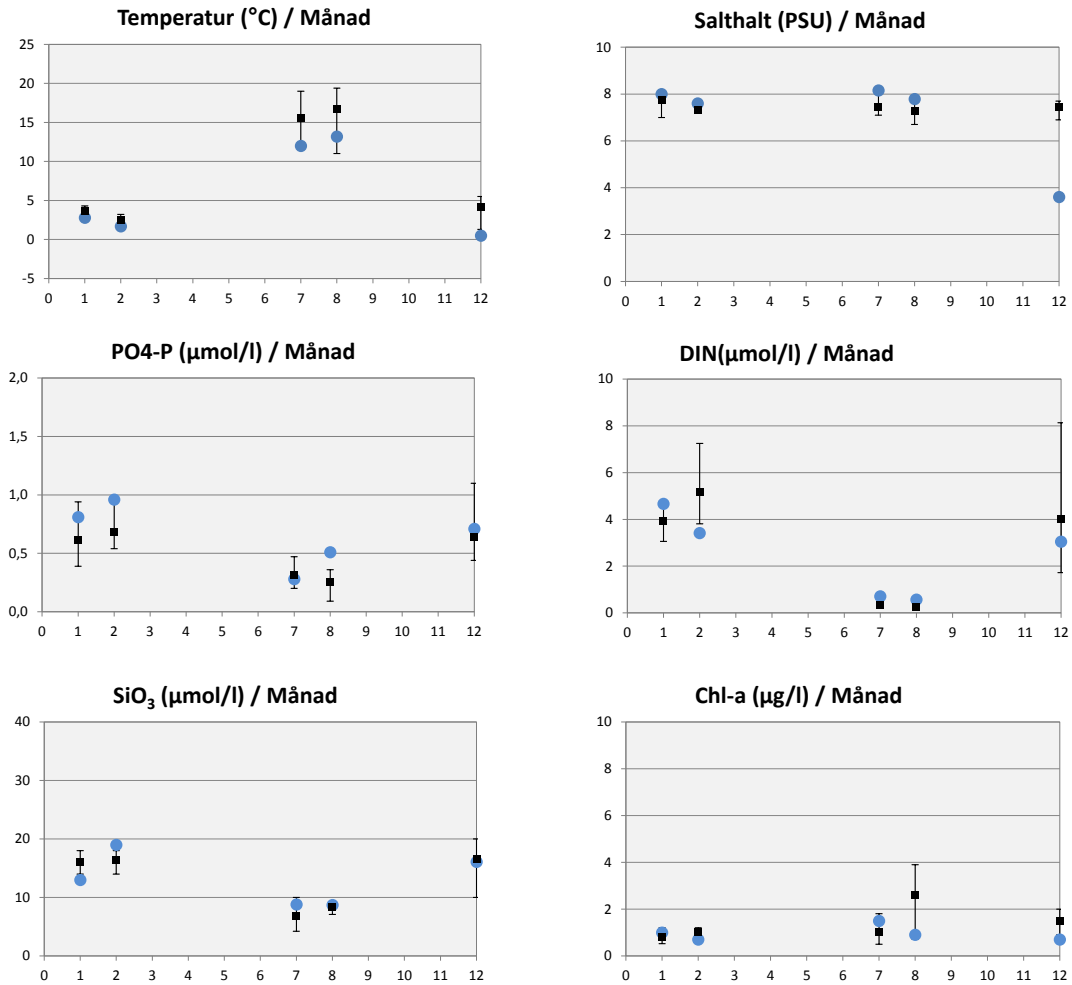 Temperatur (°C) / Månad
25
20
15
10
5
0
-5
0 1 2 3 4 5 6 7 8 9 10 11 12
Salthalt (PSU) / Månad
10
8
6
4
2
0
0 1 2 3 4 5 6 7 8 9 10 11 12
PO4-P (µmol/l) / Månad
2,0
1,5
1,0
0,5
0,0
0 1 2 3 4 5 6 7 8 9 10 11 12
DIN(µmol/l) / Månad
10
8
6
4
2
0
0 1 2 3 4 5 6 7 8 9 10 11 12
SiO₃ (µmol/l) / Månad
40
30
20
10
0
0 1 2 3 4 5 6 7 8 9 10 11 12
Chl-a (µg/l) / Månad
10
8
6
4
2
0
0 1 2 3 4 5 6 7 8 9 10 11 12